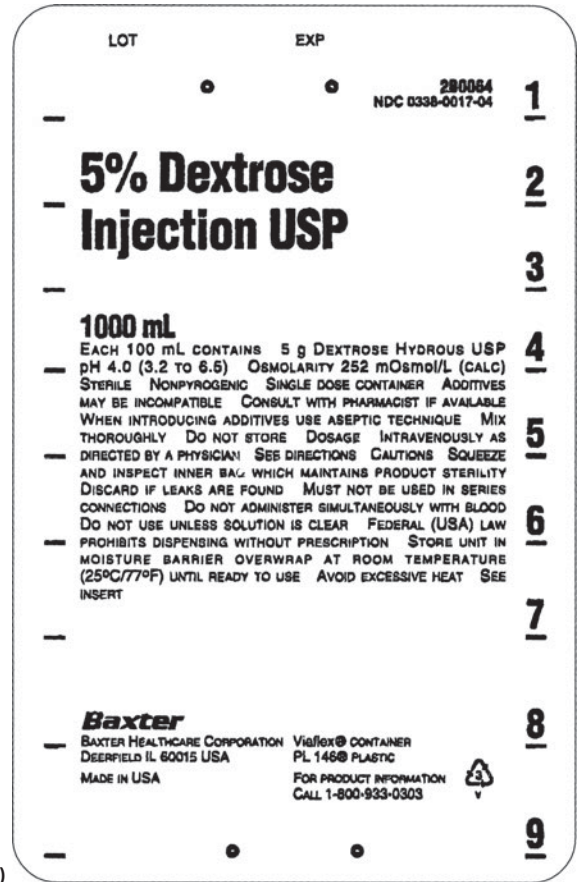 LOT EXP
2B0064
NDC 0338-0017-04
1
5% Dextrose
2
Injection USP
3
1000 mL
4
EACH 100 mL CONTAINS 5 g DEXTROSE HYDROUS USP
pH 4.0 (3.2 TO 6.5) OSMOLARITY 252 mOsmol/L (CALC)
STERILE NONPYROGENIC SINGLE DOSE CONTAINER ADDITIVES
MAY BE INCOMPATIBLE CONSULT WITH PHARMACIST IF AVAILABLE
WHEN INTRODUCING ADDITIVES USE ASEPTIC TECHNIQUE MIX
THOROUGHLY DO NOT STORE DOSAGE INTRAVENOUSLY AS
5
DIRECTED BY A PHYSICIAN SEE DIRECTIONS CAUTIONS SQUEEZE
AND INSPECT INNER BAG WHICH MAINTAINS PRODUCT STERILITY
DISCARD IF LEAKS ARE FOUND MUST NOT BE USED IN SERIES
CONNECTIONS DO NOT ADMINISTER SIMULTANEOUSLY WITH BLOOD
DO NOT USE UNLESS SOLUTION IS CLEAR FEDERAL (USA) LAW
6
PROHIBITS DISPENSING WITHOUT PRESCRIPTION STORE UNIT IN
MOISTURE BARRIER OVERWRAP AT ROOM TEMPERATURE
(25ºC/77ºF) UNTIL READY TO USE AVOID EXCESSIVE HEAT SEE
INSERT
7
Baxter
8
BAXTER HEALTHCARE CORPORATION Viaflex® CONTAINER
DEERFIELD IL 60015 USA PL 146® PLASTIC
MADE IN USA FOR PRODUCT INFORMATION
CALL 1-800-933-0303
3
V
9
)